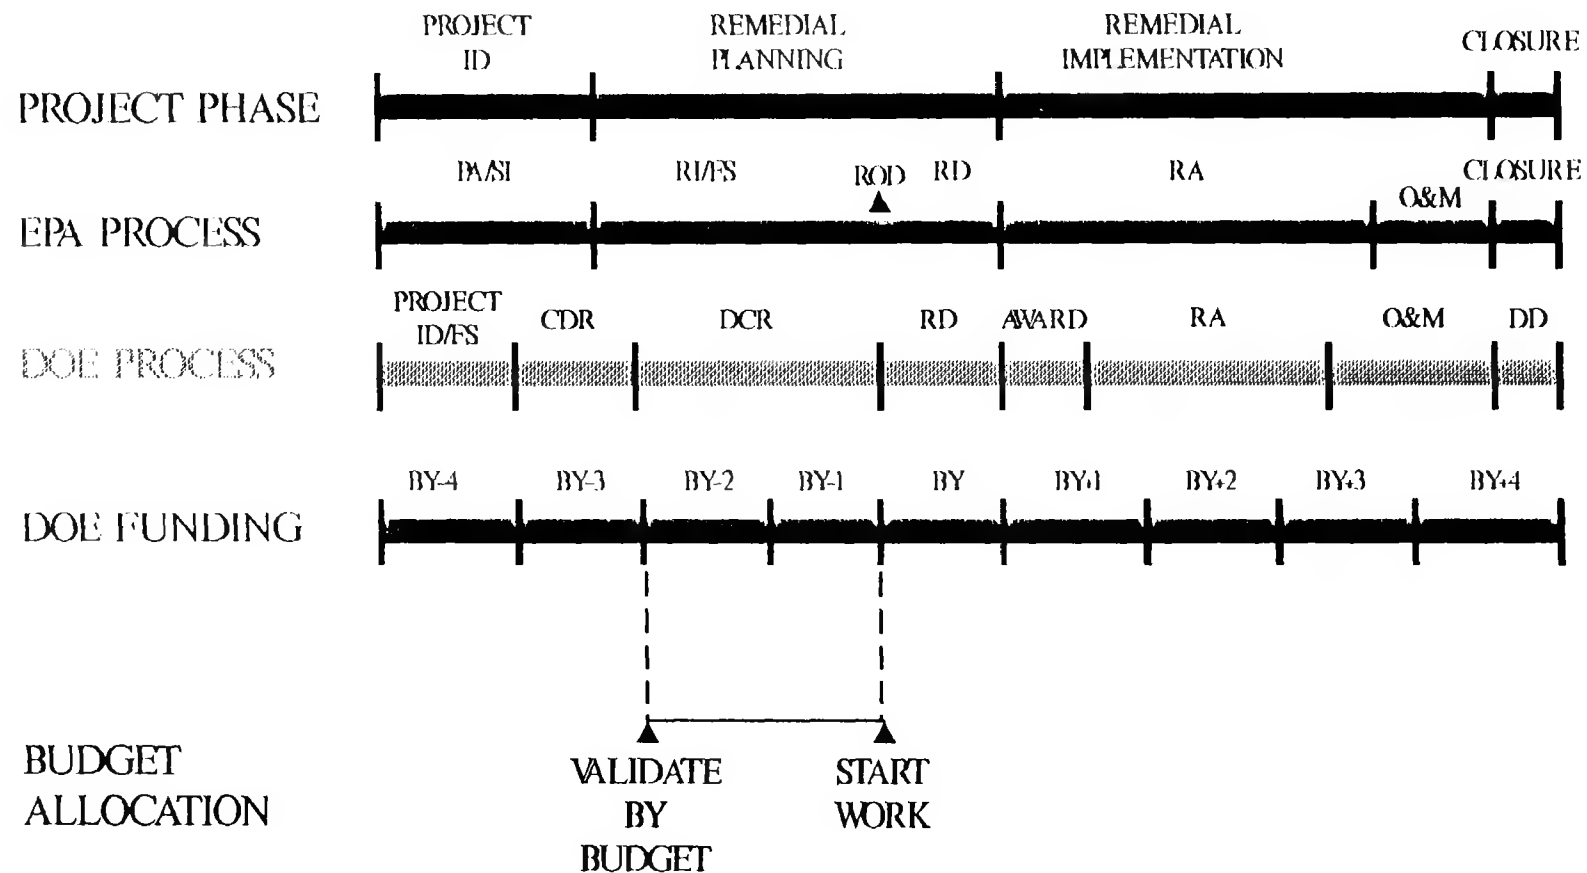 PROJECT
ID
REMEDIAL
PLANNING
REMEDIAL
IMPLEMENTATION
CLOSURE
PROJECT PHASE
PA/SI
RI/FS
ROD
RD
RA
O&M
CLOSURE
EPA PROCESS
PROJECT
ID/FS
CDR
DCR
RD
AWARD
RA
O&M
DD
DOE PROCESS
BY-4
BY-3
BY-2
BY-1
BY
BY+1
BY+2
BY+3
BY+4
DOE FUNDING
BUDGET
ALLOCATION
VALIDATE
BY
BUDGET
START
WORK